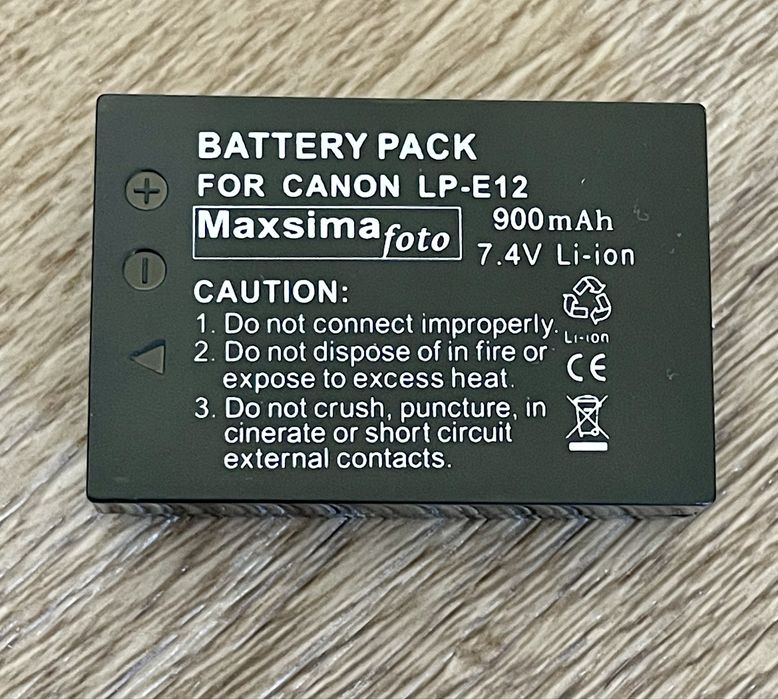 BATTERY PACK
FOR CANON LP-E12
Maxsima foto
900mAh
7.4V Li-ion
CAUTION:
1. Do not connect improperly.
2. Do not dispose of in fire or
expose to excess heat.
3. Do not crush, puncture, in
cinerate or short circuit
external contacts.
Li-ion
CE